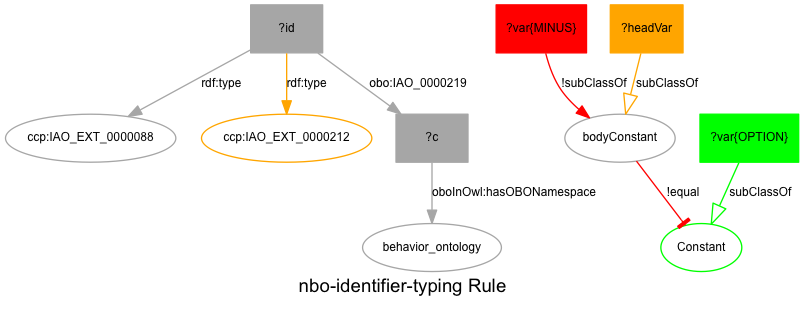 ?id
?var{MINUS}
?headVar
rdf:type
rdf:type
obo:IAO_0000219
!subClassOf
subClassOf
ccp:IAO_EXT_0000088
ccp:IAO_EXT_0000212
?c
bodyConstant
?var{OPTION}
oboInOwl:hasOBONamespace
!equal
subClassOf
behavior_ontology
Constant
nbo-identifier-typing Rule